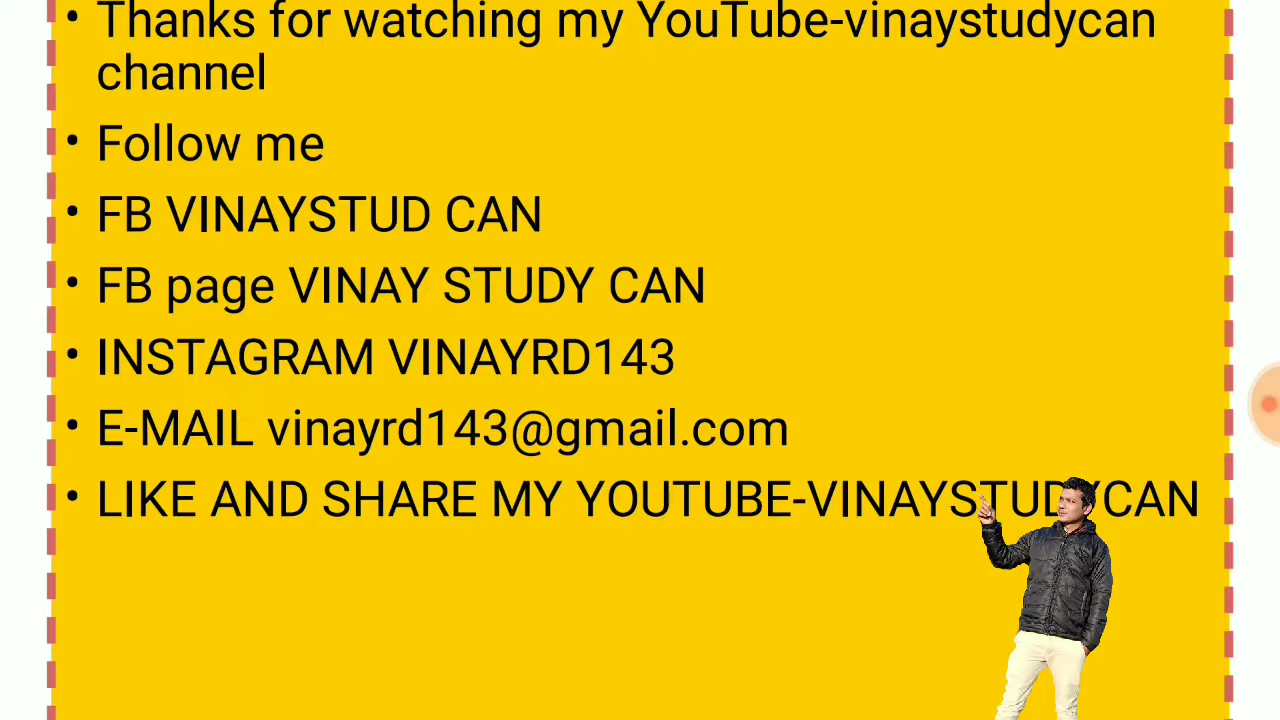 • Thanks for watching my YouTube-vinaystudycan
channel
• Follow me
• FB VINAYSTUD CAN
• FB page VINAY STUDY CAN
• INSTAGRAM VINAYRD143
• E-MAIL vinayrd143@gmail.com
• LIKE AND SHARE MY YOUTUBE-VINAYSTUDYCAN